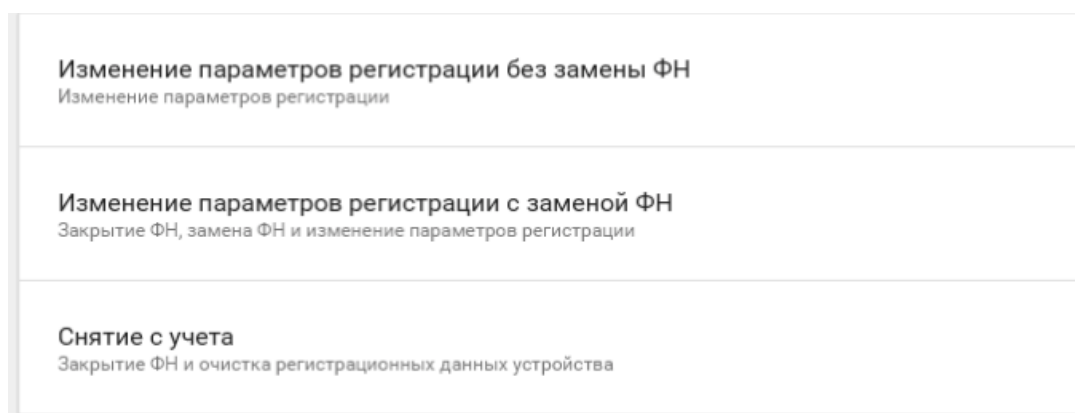 Изменение параметров регистрации без замены ФН
Изменение параметров регистрации
Изменение параметров регистрации с заменой ФН
Закрытие ФН, замена ФН и изменение параметров регистрации
Снятие с учета
Закрытие ФН и очистка регистрационных данных устройства